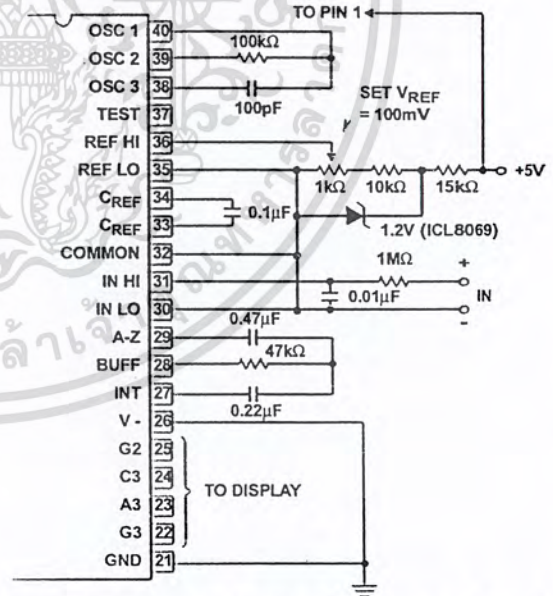 TO PIN 1
OSC 1 40
100kΩ
OSC 2 39
OSC 3 38
100pF
TEST 37
SET VREF
= 100mV
REF HI 36
REF LO 35
1kΩ 10kΩ 15kΩ
+5V
CREF 34
0.1µF
CREF 33
1.2V (ICL8069)
COMMON 32
1MΩ
+
IN HI 31
0.01µF
IN
IN LO 30
-
0.47µF
A-Z 29
47kΩ
BUFF 28
INT 27
0.22µF
V - 26
G2 25
C3 24
TO DISPLAY
A3 23
G3 22
GND 21